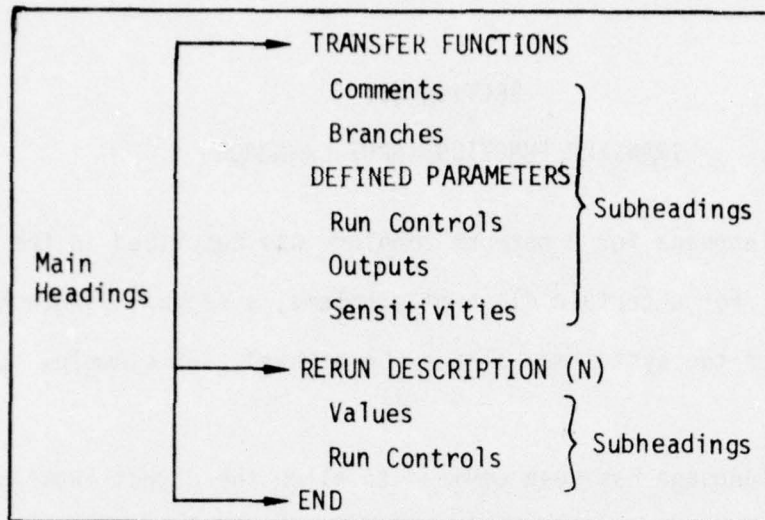 TRANSFER FUNCTIONS
Comments
Branches
DEFINED PARAMETERS
Run Controls
Outputs
Sensitivities
Subheadings
Main
Headings
RERUN DESCRIPTION (N)
Values
Run Controls
Subheadings
END